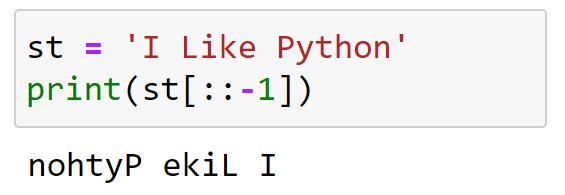 st = 'I Like Python'
print(st[::-1])
nohtyP ekiL I